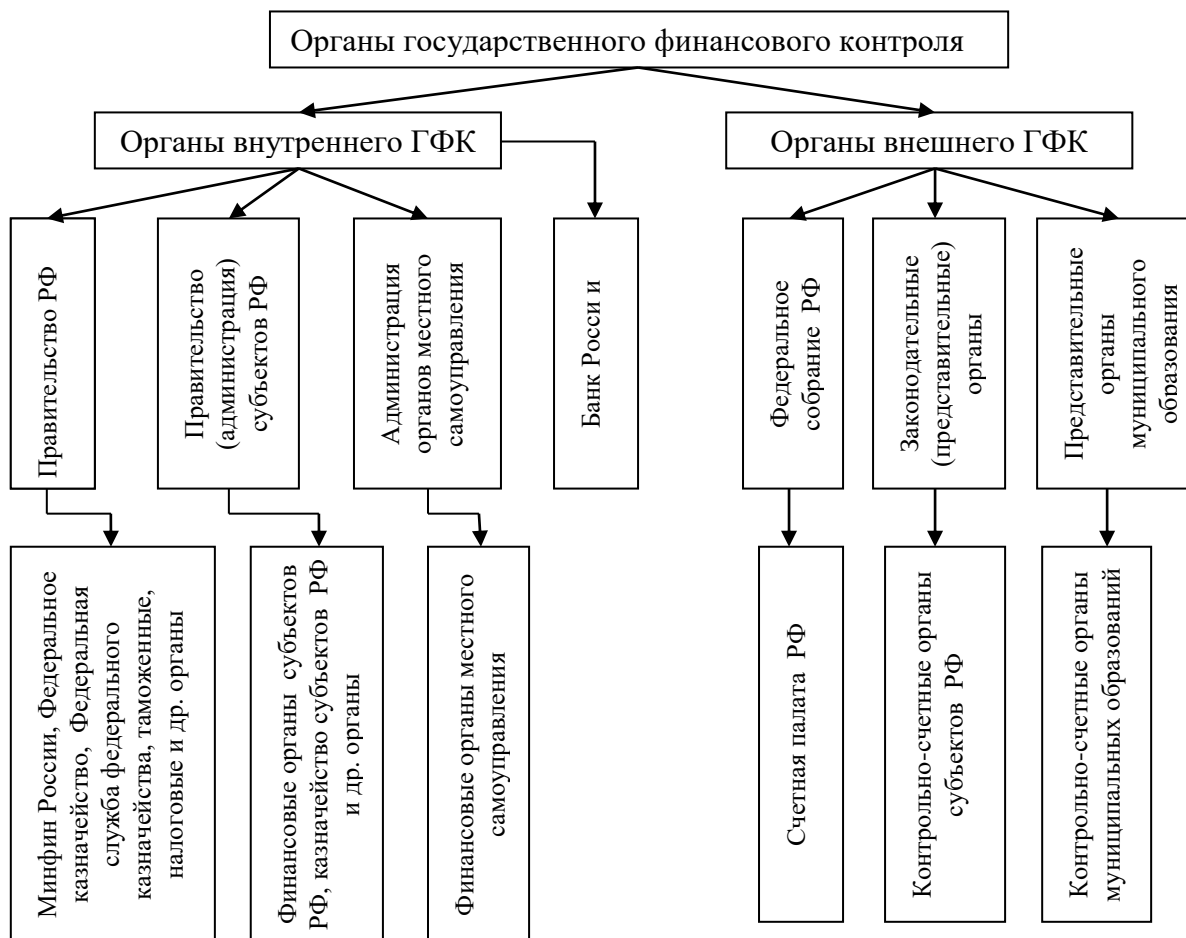 Органы государственного финансового контроля
Органы внутреннего ГФК
Органы внешнего ГФК
Правительство РФ
Правительство
(администрация)
субъектов РФ
Администрация
органов местного
самоуправления
Банк Росси и
Федеральное
собрание РФ
Законодательные
(представительные)
органы
Представительные
органы
муниципального
образования
Минфин России, Федеральное
казначейство, Федеральная
служба федерального
казначейства, таможенные,
налоговые и др. органы
Финансовые органы субъектов
РФ, казначейство субъектов РФ
и др. органы
Финансовые органы местного
самоуправления
Счетная палата РФ
Контрольно-счетные органы
субъектов РФ
Контрольно-счетные органы
муниципальных образований